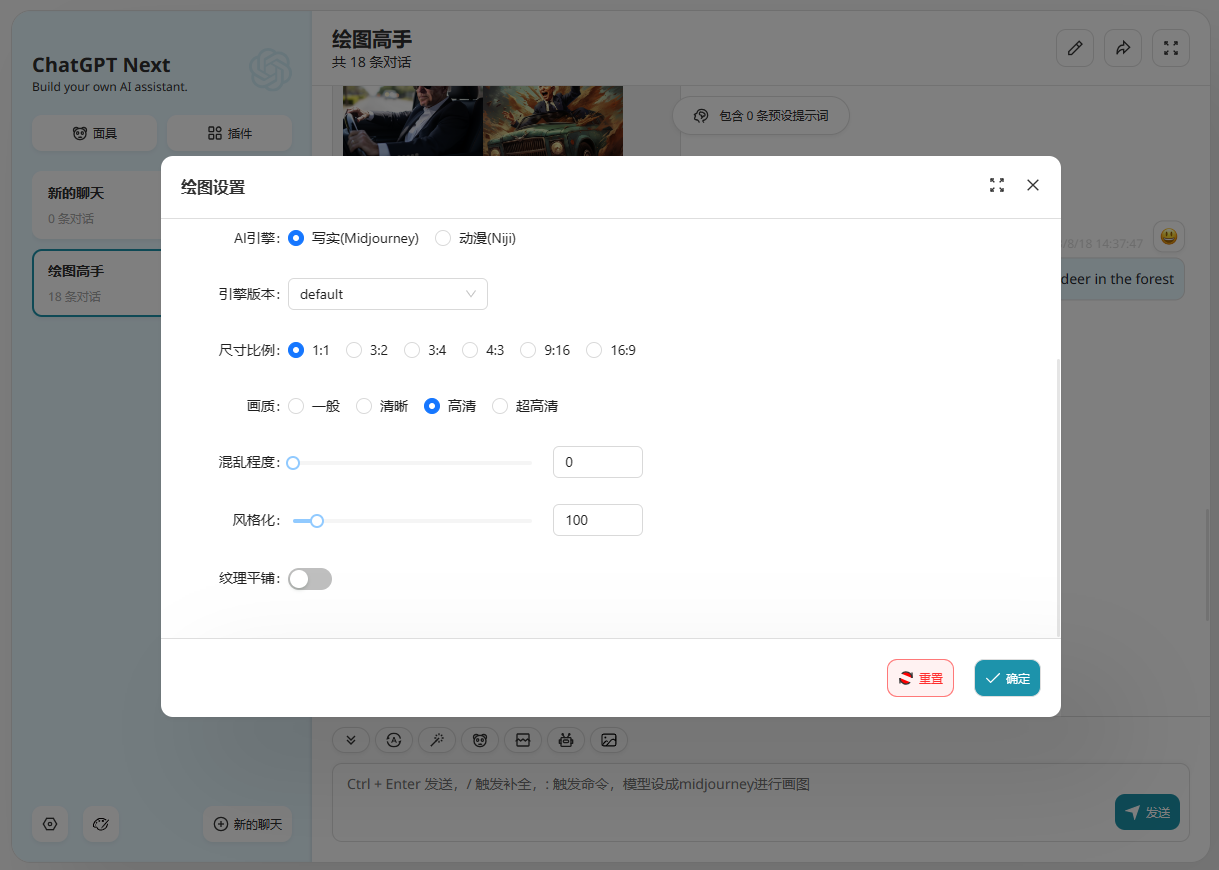 ChatGPT Next
Build your own AI assistant.
面具
插件
新的聊天
0 条对话
绘图高手
18 条对话
新的聊天
绘图高手
共 18 条对话
包含 0 条预设提示词
/8/18 14:37:47
deer in the forest
绘图设置
AI引擎: 写实(Midjourney) 动漫(Niji)
引擎版本: default
尺寸比例: 1:1 3:2 3:4 4:3 9:16 16:9
画质: 一般 清晰 高清 超高清
混乱程度: 0
风格化: 100
纹理平铺:
重置
确定
Ctrl + Enter 发送，/ 触发补全，: 触发命令，模型设成midjourney进行画图
发送